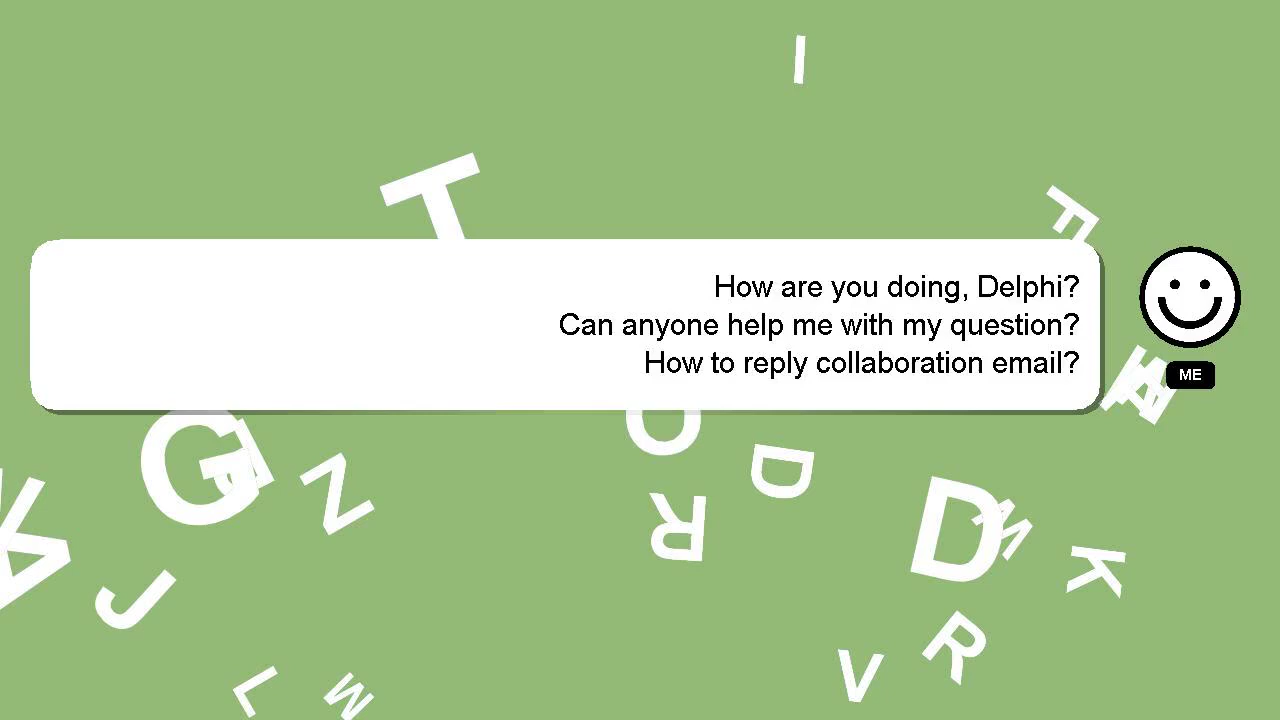 How are you doing, Delphi?
Can anyone help me with my question?
How to reply collaboration email?
ME
I
T
F
G
N
O
D
R
D
M
K
J
L
M
V
R